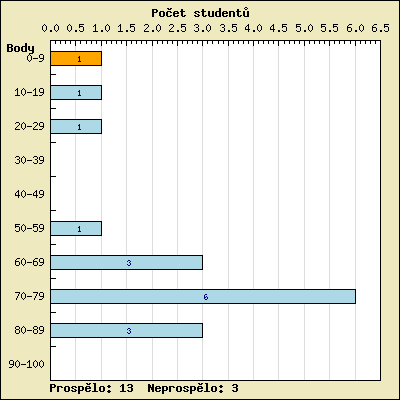 Počet studentů
0.0 0.5 1.0 1.5 2.0 2.5 3.0 3.5 4.0 4.5 5.0 5.5 6.0 6.5
Body
0-9 1
10-19 1
20-29 1
30-39
40-49
50-59 1
60-69 3
70-79 6
80-89 3
90-100
Prospělo: 13 Neprospělo: 3